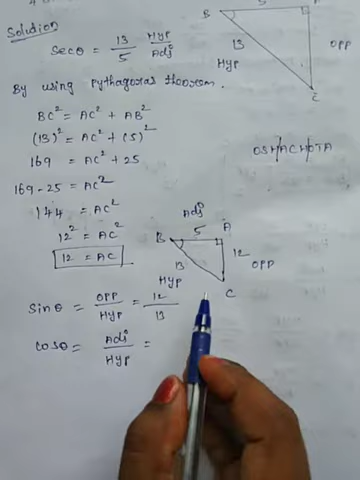 Solution
5
B
A
Secθ = 13/5 Hyp/Adj
13
Hyp
OPP
C
By using pythagoras theorem.
BC² = AC² + AB²
(13)² = AC² + (5)²
OSH/ACH/OTA
169 = AC² + 25
169 - 25 = AC²
144 = AC²
12² = AC²
12 = AC
Adj
B 5 A
13 12
Hyp OPP
C
Sinθ = OPP/Hyp = 12/13
Cosθ = Adj/Hyp =